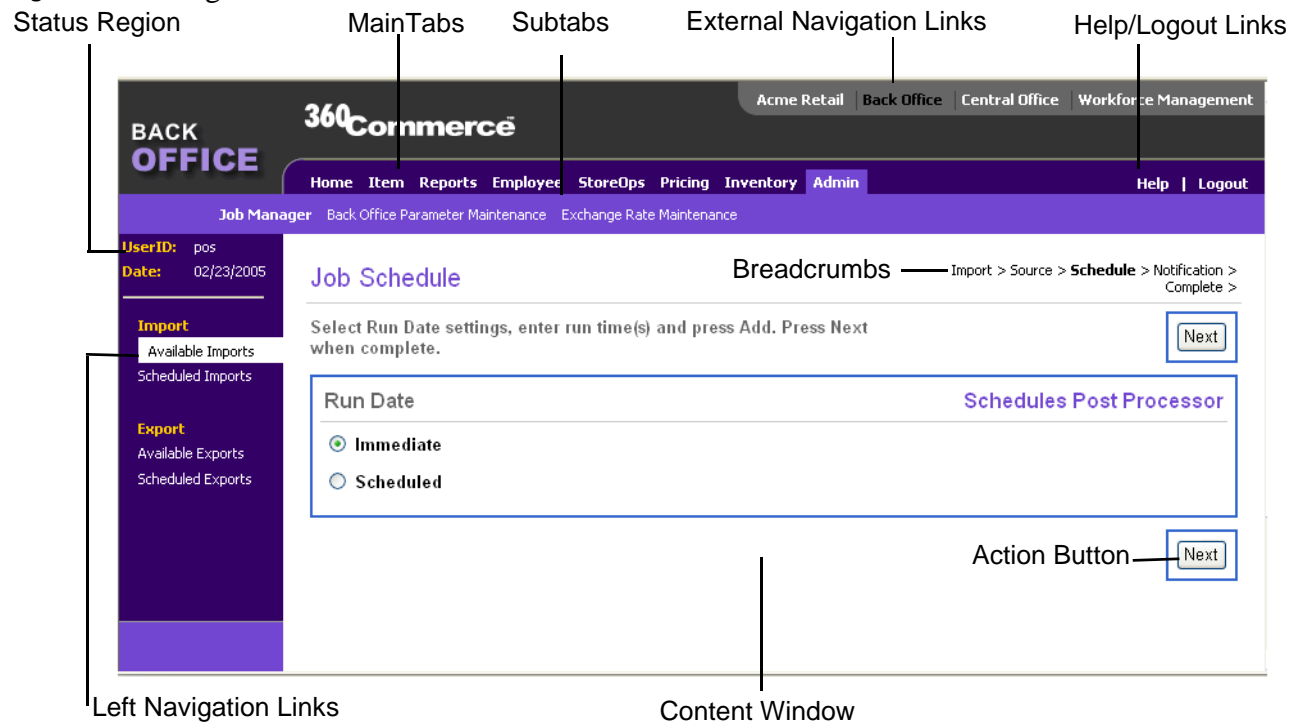 Status Region
MainTabs
Subtabs
External Navigation Links
Help/Logout Links
Acme Retail
Back Office
Central Office
Workforce Management
BACK
OFFICE
360Commerce
Home Item Reports Employee StoreOps Pricing Inventory Admin
Help | Logout
Job Manager Back Office Parameter Maintenance Exchange Rate Maintenance
UserID: pos
Date: 02/23/2005
Job Schedule
Breadcrumbs
Import > Source > Schedule > Notification >
Complete >
Import
Available Imports
Scheduled Imports
Export
Available Exports
Scheduled Exports
Select Run Date settings, enter run time(s) and press Add. Press Next
when complete.
Next
Run Date
Schedules Post Processor
Immediate
Scheduled
Action Button
Next
Left Navigation Links
Content Window